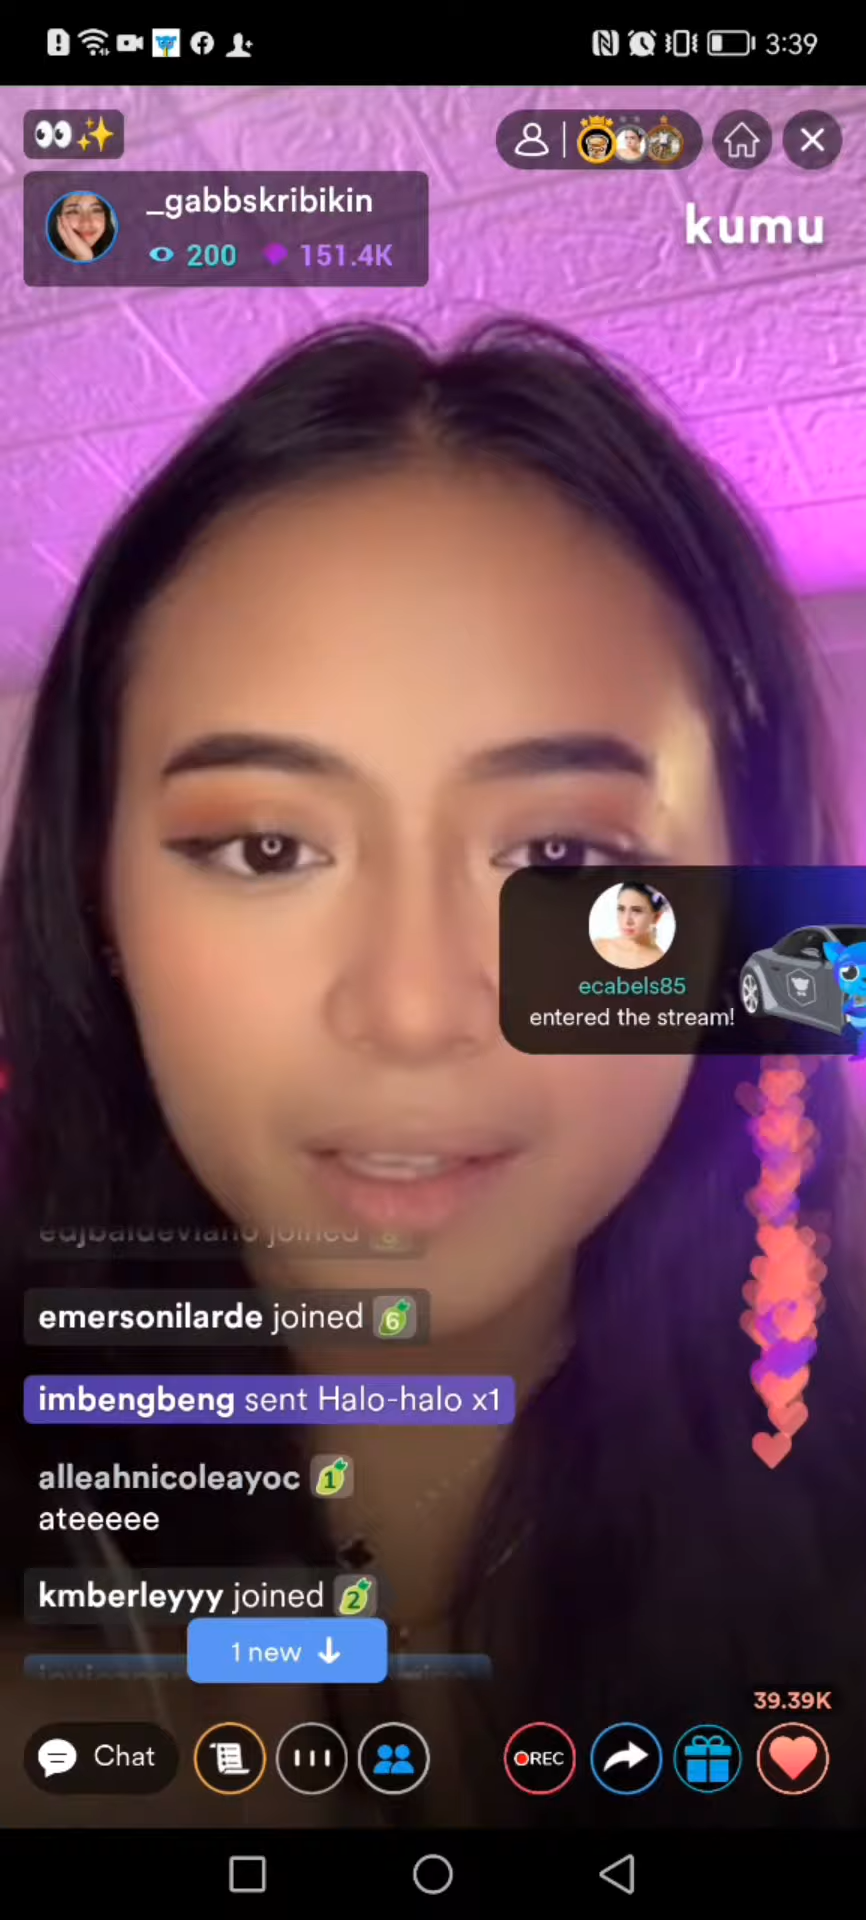 3:39
_gabbskribikin
200 151.4K
kumu
ecabels85
entered the stream!
emersonilarde joined 6
imbengbeng sent Halo-halo x1
alleahnicoleayoc 1
ateeeee
kmberleyyy joined 2
1 new
39.39K
Chat
REC